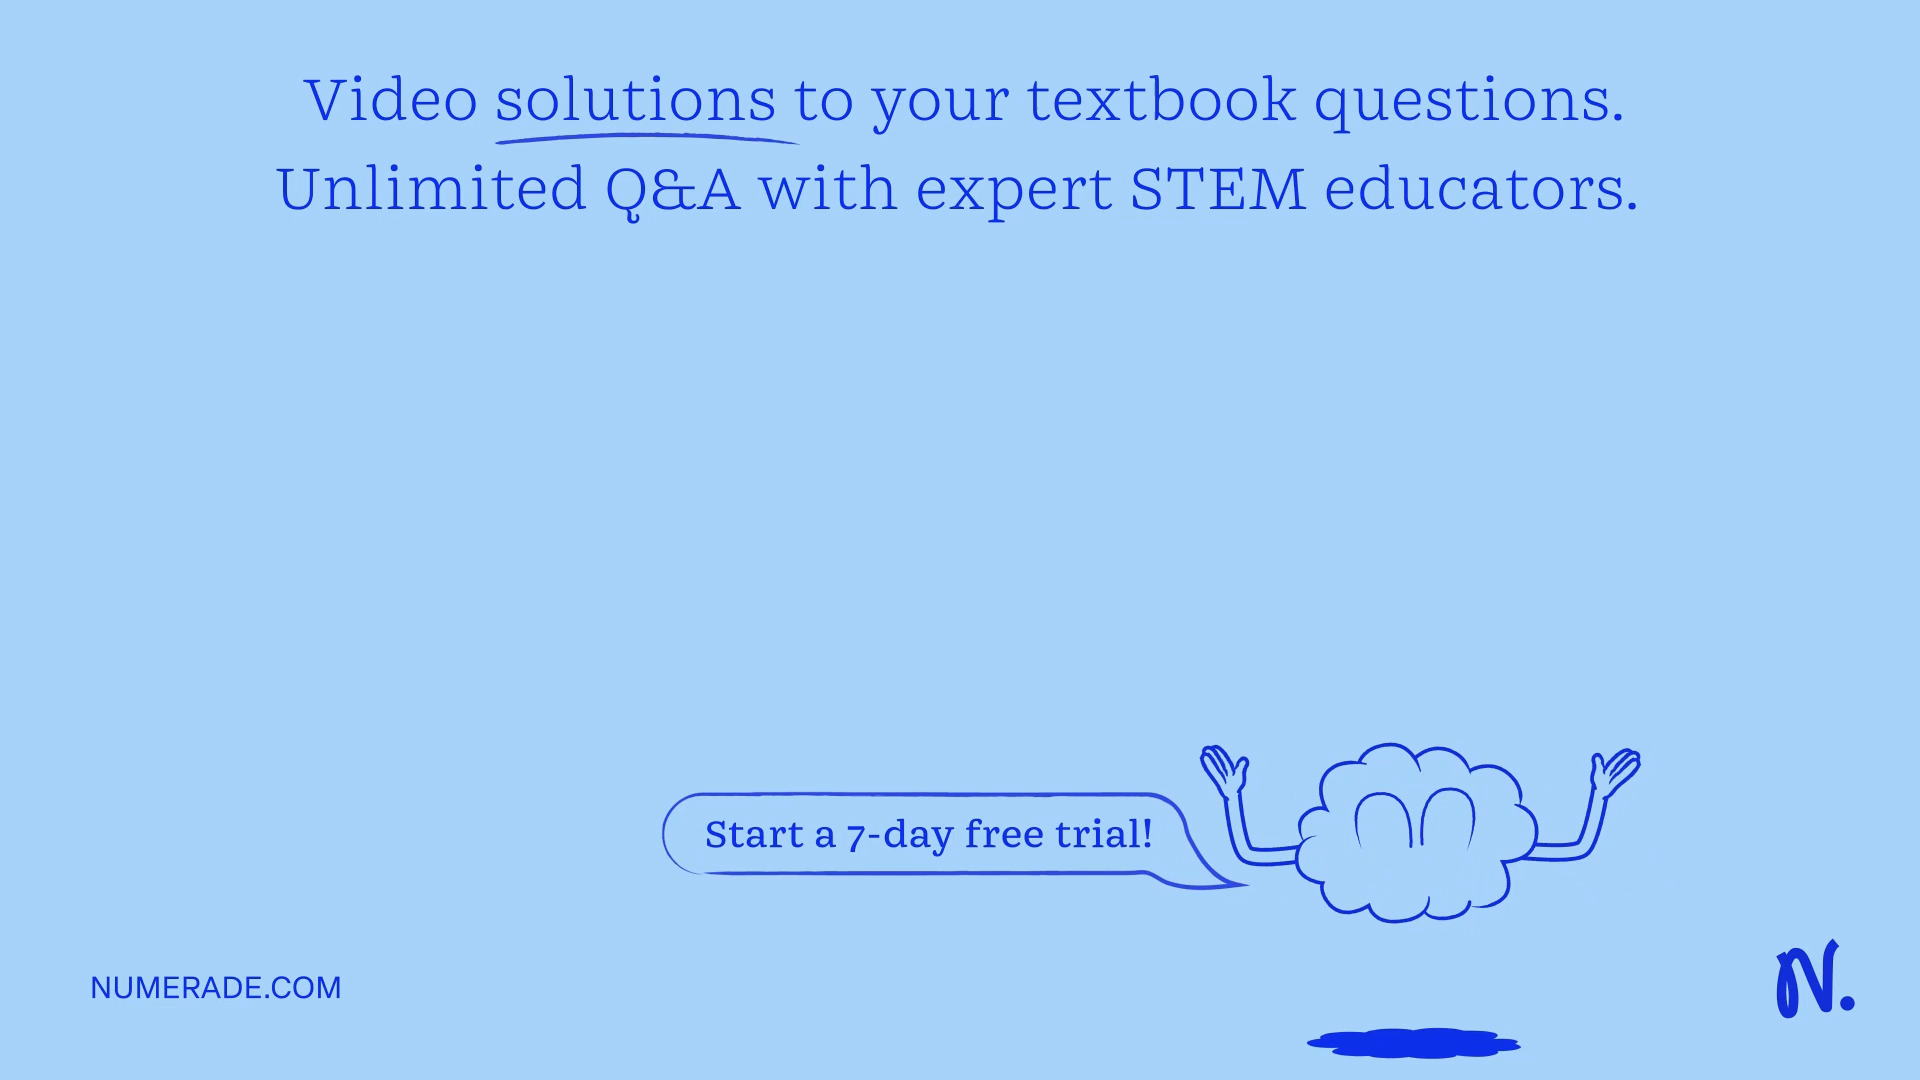 Video solutions to your textbook questions.
Unlimited Q&A with expert STEM educators.
Start a 7-day free trial!
NUMERADE.COM
N.